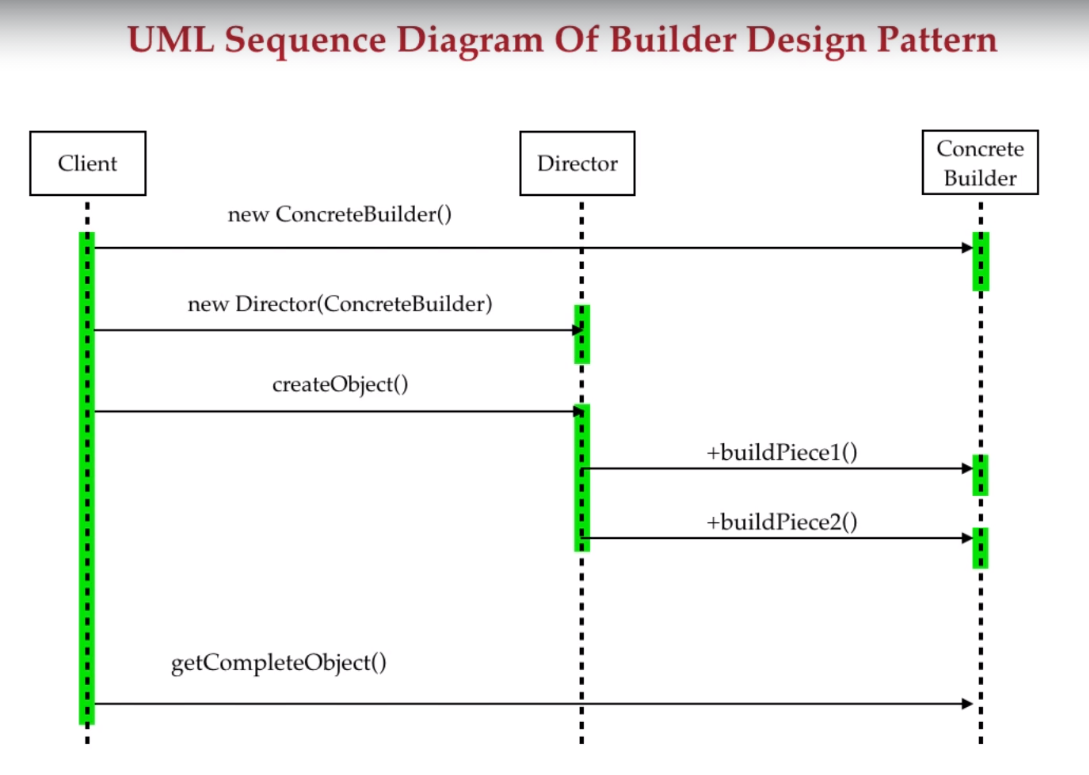 UML Sequence Diagram Of Builder Design Pattern
Client
Director
Concrete
Builder
new ConcreteBuilder()
new Director(ConcreteBuilder)
createObject()
+buildPiece1()
+buildPiece2()
getCompleteObject()